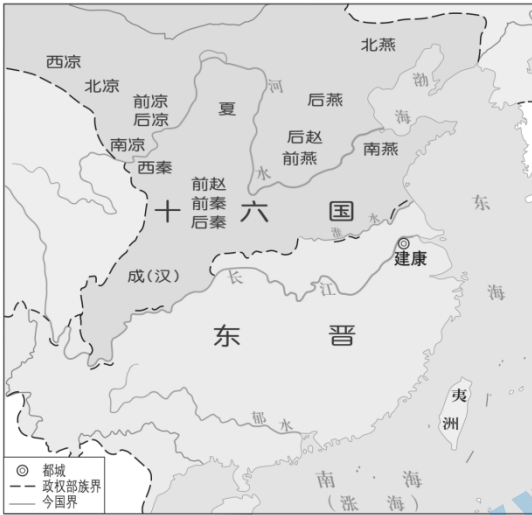 北燕
西凉
北凉
前凉
后凉
夏
河
后燕
渤
海
南凉
后赵
前燕
南燕
水
西秦
前赵
前秦
后秦
十六国
淮水
东海
建康
成(汉)
长江
东晋
夷
洲
郁水
南海
(涨海)
都城
政权部族界
今国界